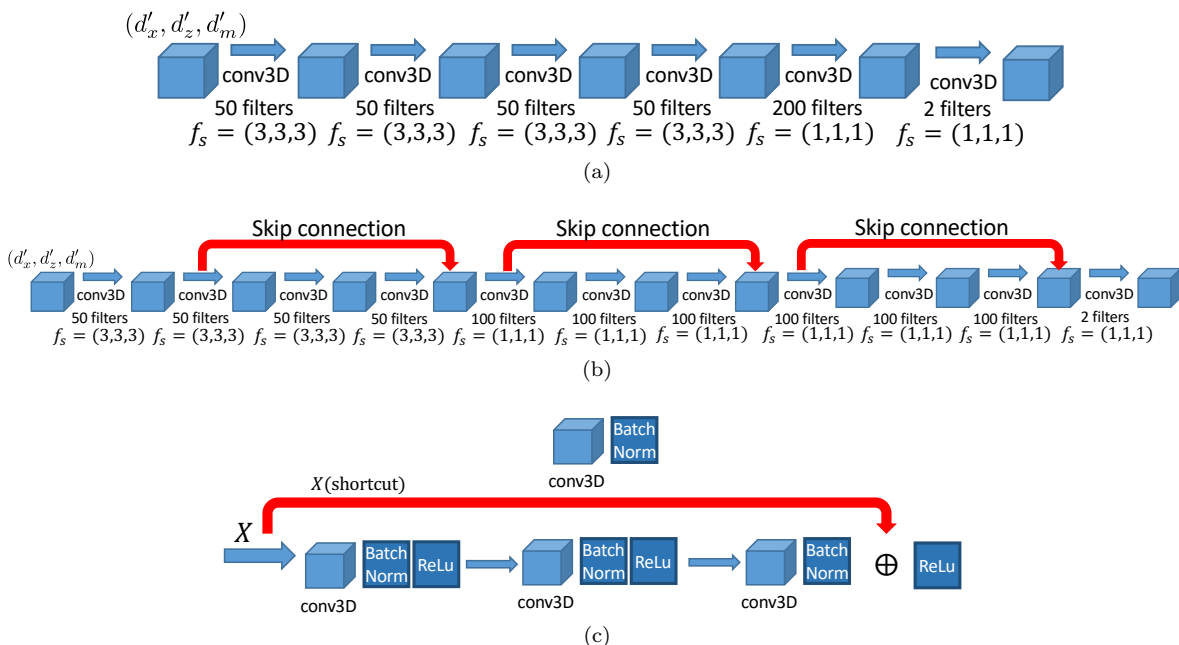 (d′ₓ, d′_z, d′ₘ)
conv3D conv3D conv3D conv3D conv3D conv3D
50 filters 50 filters 50 filters 50 filters 200 filters 2 filters
fₛ = (3,3,3) fₛ = (3,3,3) fₛ = (3,3,3) fₛ = (3,3,3) fₛ = (1,1,1) fₛ = (1,1,1)
(a)
Skip connection Skip connection Skip connection
(d′ₓ, d′_z, d′ₘ)
conv3D conv3D conv3D conv3D conv3D conv3D conv3D conv3D conv3D conv3D conv3D
50 filters 50 filters 50 filters 50 filters 100 filters 100 filters 100 filters 100 filters 100 filters 100 filters 2 filters
fₛ = (3,3,3) fₛ = (3,3,3) fₛ = (3,3,3) fₛ = (3,3,3) fₛ = (1,1,1) fₛ = (1,1,1) fₛ = (1,1,1) fₛ = (1,1,1) fₛ = (1,1,1) fₛ = (1,1,1) fₛ = (1,1,1)
(b)
Batch
Norm
conv3D
X(shortcut)
X
Batch Batch Batch
Norm ReLu Norm ReLu Norm ⊕ ReLu
conv3D conv3D conv3D
(c)